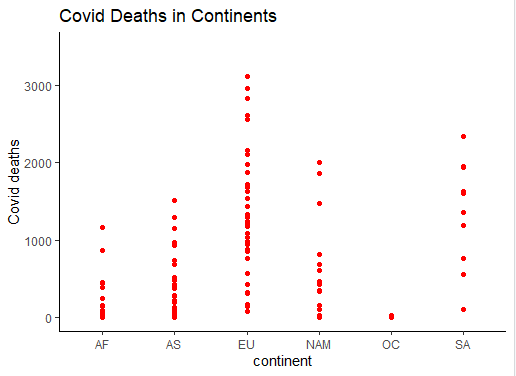 Covid Deaths in Continents
Covid deaths
3000
2000
1000
0
AF AS EU NAM OC SA
continent